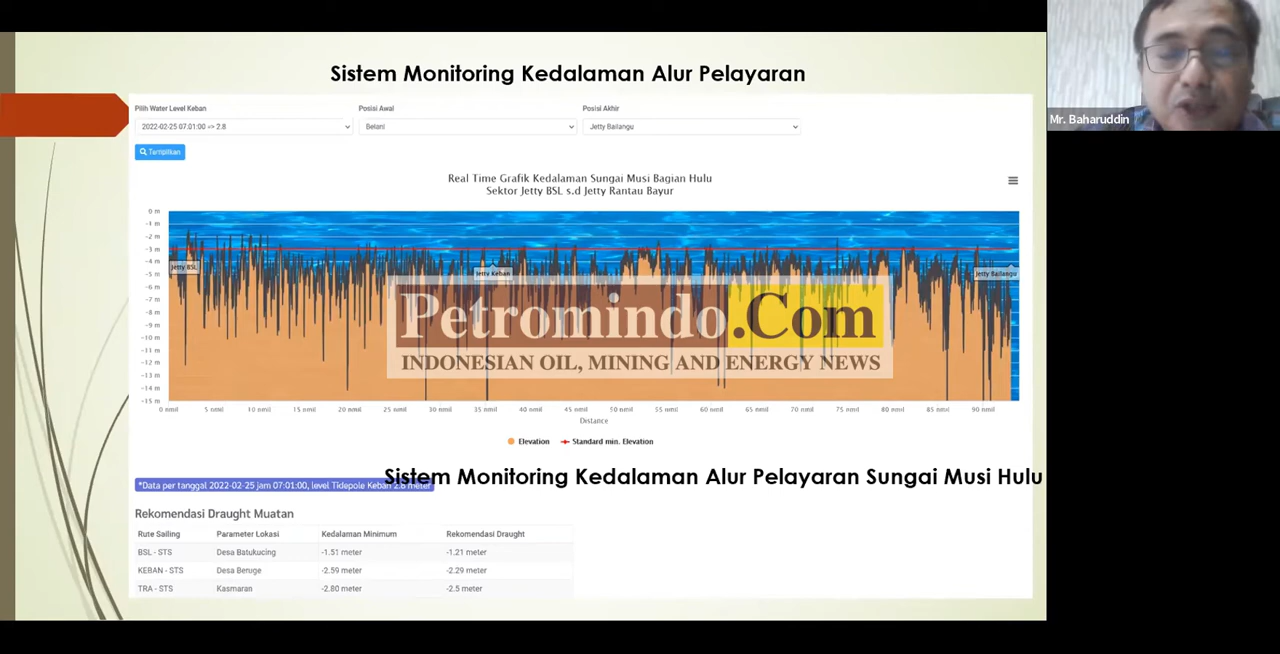 Sistem Monitoring Kedalaman Alur Pelayaran
Mr. Baharuddin
Pilih Water Level Keban
Posisi Awal
Posisi Akhir
2022-02-25 07:01:00 => 2.8
Belani
Jetty Bailangu
Tampilkan
Real Time Grafik Kedalaman Sungai Musi Bagian Hulu
Sektor Jetty BSL s.d Jetty Rantau Bayur
0 m
-1 m
-2 m
-3 m
-4 m
-5 m
-6 m
-7 m
-8 m
-9 m
-10 m
-11 m
-12 m
-13 m
-14 m
-15 m
Jetty BSL
Jetty Keban
Jetty Bailangu
Petromindo.Com
INDONESIAN OIL, MINING AND ENERGY NEWS
0 nmil 5 nmil 10 nmil 15 nmil 20 nmil 25 nmil 30 nmil 35 nmil 40 nmil 45 nmil 50 nmil 55 nmil 60 nmil 65 nmil 70 nmil 75 nmil 80 nmil 85 nmil 90 nmil
Distance
Elevation Standard min. Elevation
Sistem Monitoring Kedalaman Alur Pelayaran Sungai Musi Hulu
*Data per tanggal 2022-02-25 jam 07:01:00, level Tidepole Keban 2.8 meter
Rekomendasi Draught Muatan
Rute Sailing Parameter Lokasi Kedalaman Minimum Rekomendasi Draught
BSL - STS Desa Batukucing -1.51 meter -1.21 meter
KEBAN - STS Desa Beruge -2.59 meter -2.29 meter
TRA - STS Kasmaran -2.80 meter -2.5 meter